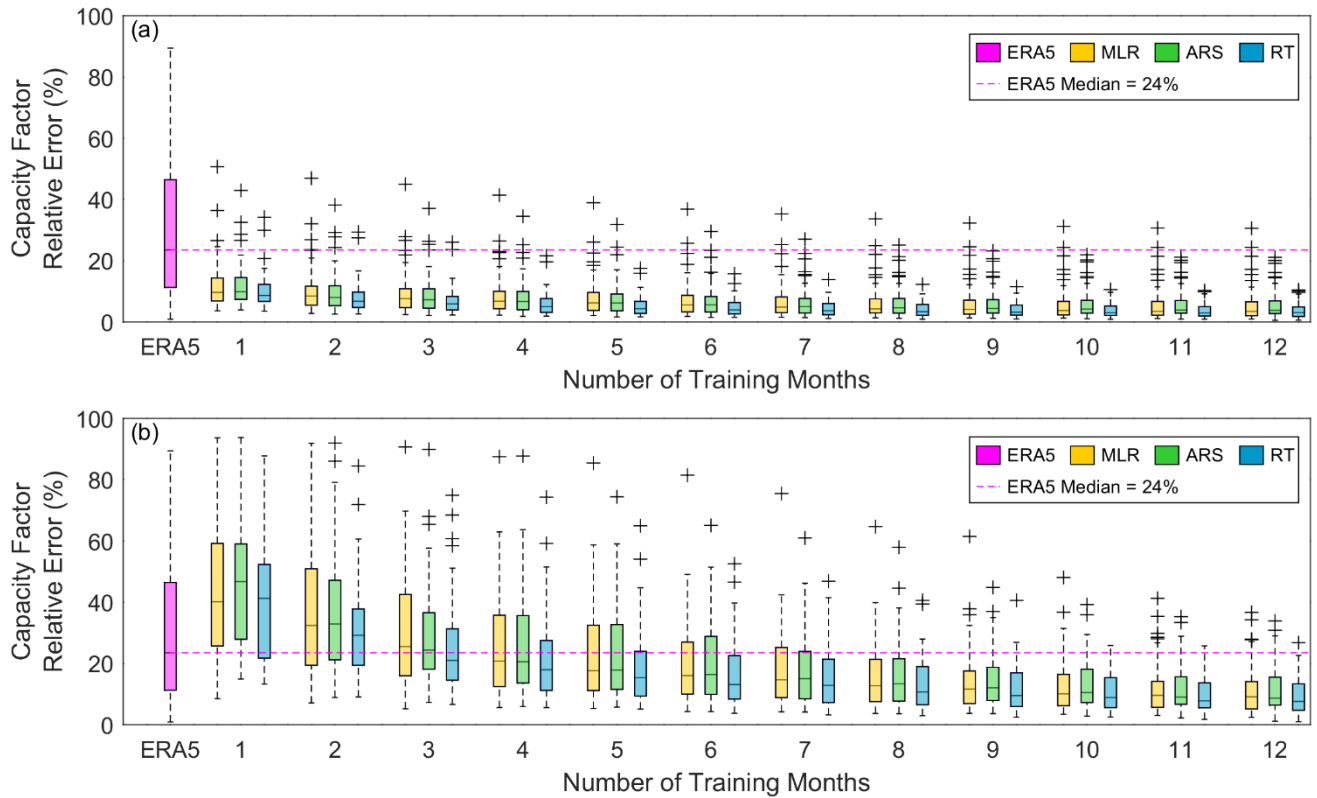 (a)
ERA5 MLR ARS RT
ERA5 Median = 24%
Capacity Factor
Relative Error (%)
100
80
60
40
20
0
ERA5 1 2 3 4 5 6 7 8 9 10 11 12
Number of Training Months
(b)
ERA5 MLR ARS RT
ERA5 Median = 24%
Capacity Factor
Relative Error (%)
100
80
60
40
20
0
ERA5 1 2 3 4 5 6 7 8 9 10 11 12
Number of Training Months